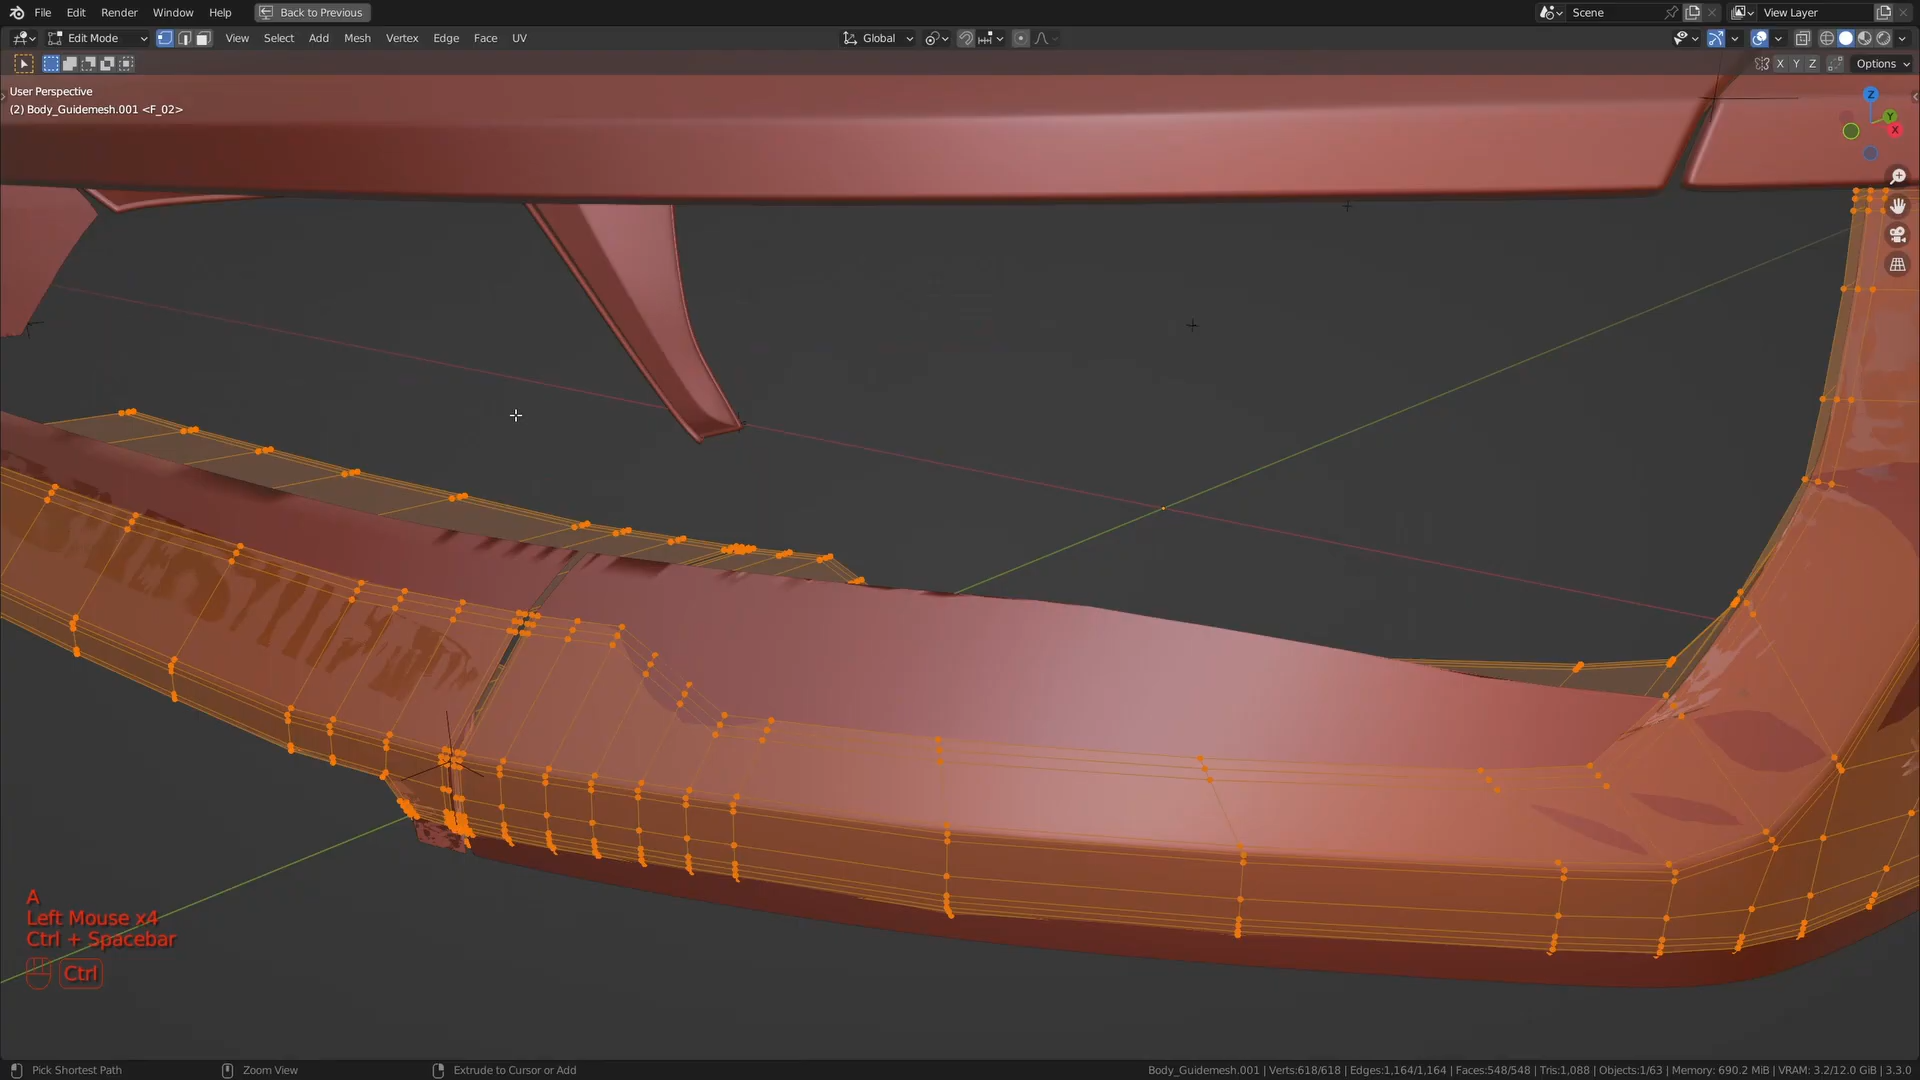 File Edit Render Window Help Back to Previous Scene View Layer
Edit Mode View Select Add Mesh Vertex Edge Face UV Global
X Y Z Options
User Perspective
(2) Body_Guidemesh.001 <F_02>
Z
Y
X
A
Left Mouse x4
Ctrl + Spacebar
Ctrl
Pick Shortest Path Zoom View Extrude to Cursor or Add Body_Guidemesh.001 | Verts:618/618 | Edges:1,164/1,164 | Faces:548/548 | Tris:1,088 | Objects:1/63 | Memory: 690.2 MiB | VRAM: 3.2/12.0 GiB | 3.3.0